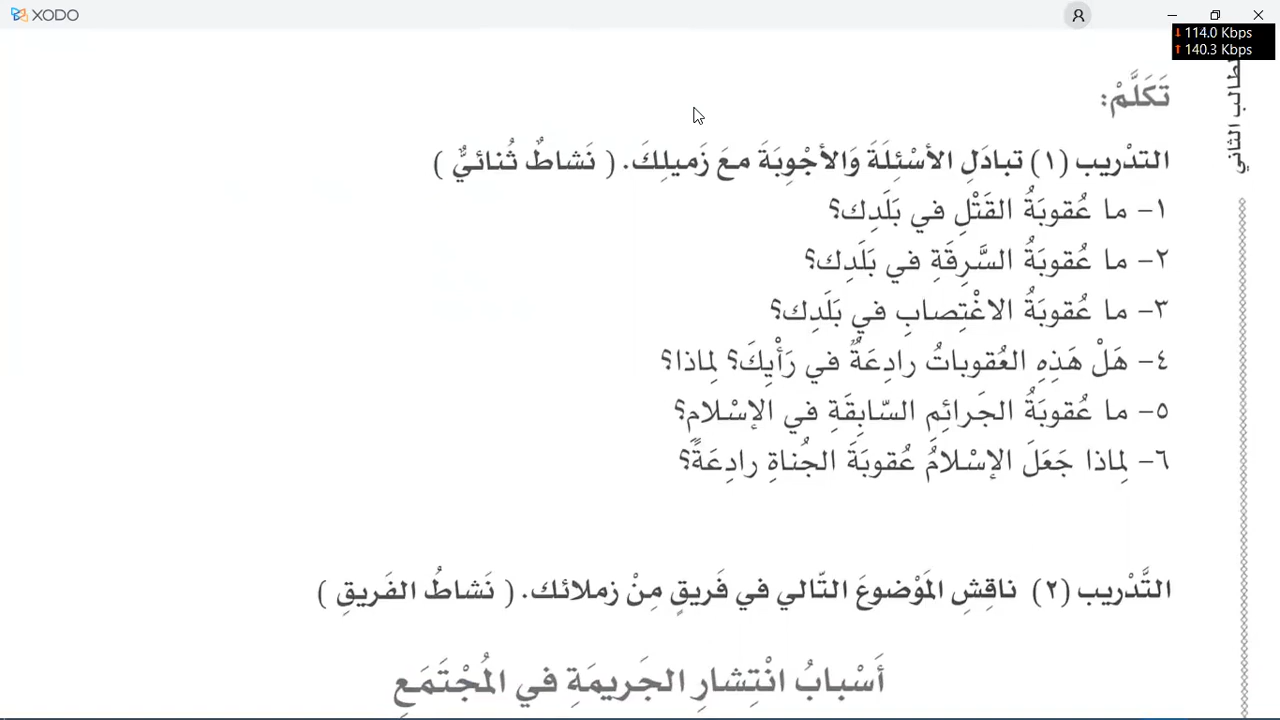 XODO
↓ 114.0 Kbps
↑ 140.3 Kbps
الطالب الثاني
تَكَلَّمْ:
التدْريب (١) تبادَلِ الأسْئِلَةَ وَالأجْوِبَةَ معَ زَميلِكَ. ( نَشاطٌ ثُنائيٌّ )
١- ما عُقوبَةُ القَتْلِ في بَلَدِك؟
٢- ما عُقوبَةُ السَّرِقَةِ في بَلَدِك؟
٣- ما عُقوبَةُ الاغْتِصابِ في بَلَدِك؟
٤- هَلْ هَذِهِ العُقوباتُ رادِعَةٌ في رَأْيِكَ؟ لِماذا؟
٥- ما عُقوبَةُ الجَرائِمِ السّابِقَةِ في الإسْلام؟
٦- لِماذا جَعَلَ الإسْلامُ عُقوبَةَ الجُناةِ رادِعَةً؟
التَّدْريب (٢) ناقِشِ المَوْضوعَ التّالي في فَريقٍ مِنْ زملائك. ( نَشاطُ الفَريقِ )
أَسْبابُ انْتِشارِ الجَريمَةِ في المُجْتَمَعِ